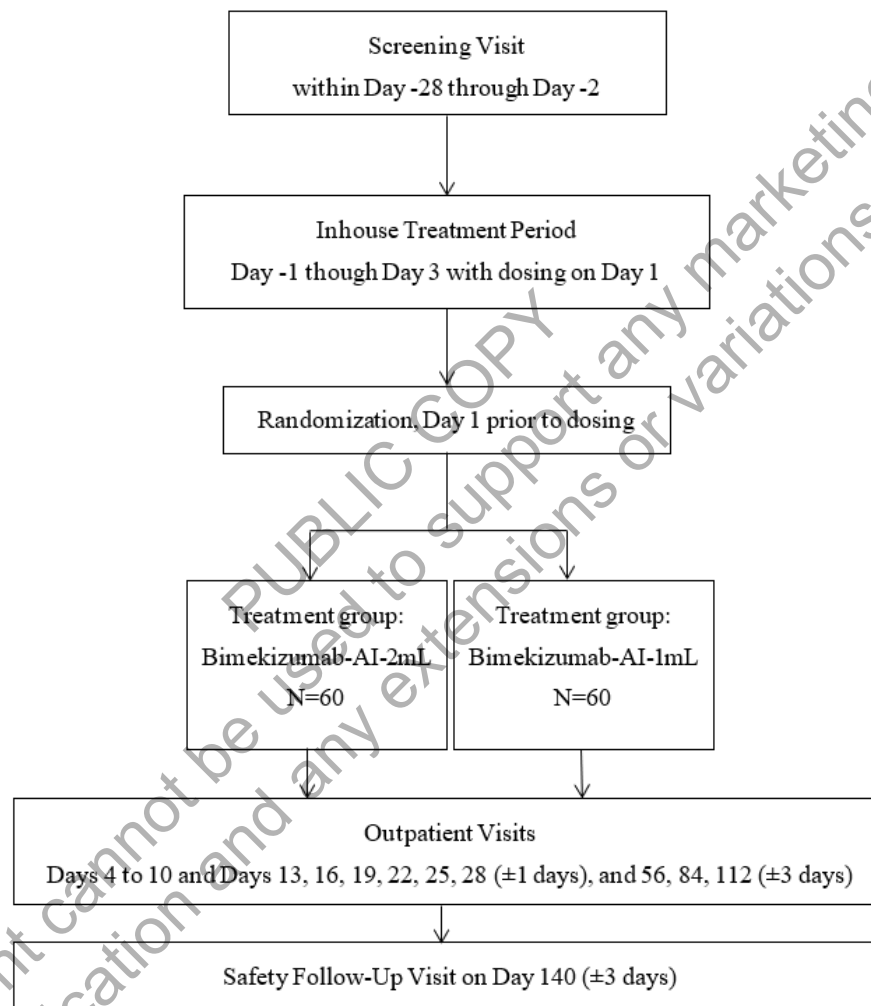 Screening Visit
within Day -28 through Day -2
Inhouse Treatment Period
Day -1 though Day 3 with dosing on Day 1
Randomization, Day 1 prior to dosing
Treatment group:
Bimekizumab-AI-2mL
N=60
Treatment group:
Bimekizumab-AI-1mL
N=60
Outpatient Visits
Days 4 to 10 and Days 13, 16, 19, 22, 25, 28 (±1 days), and 56, 84, 112 (±3 days)
Safety Follow-Up Visit on Day 140 (±3 days)
PUBLIC COPY
cannot be used to support any marketing
and any extensions or variations